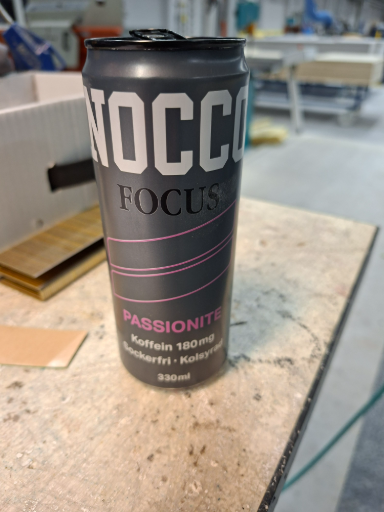 NOCCO
FOCUS
PASSIONITE
Koffein 180mg
Sockerfri · Kolsyrad
330ml